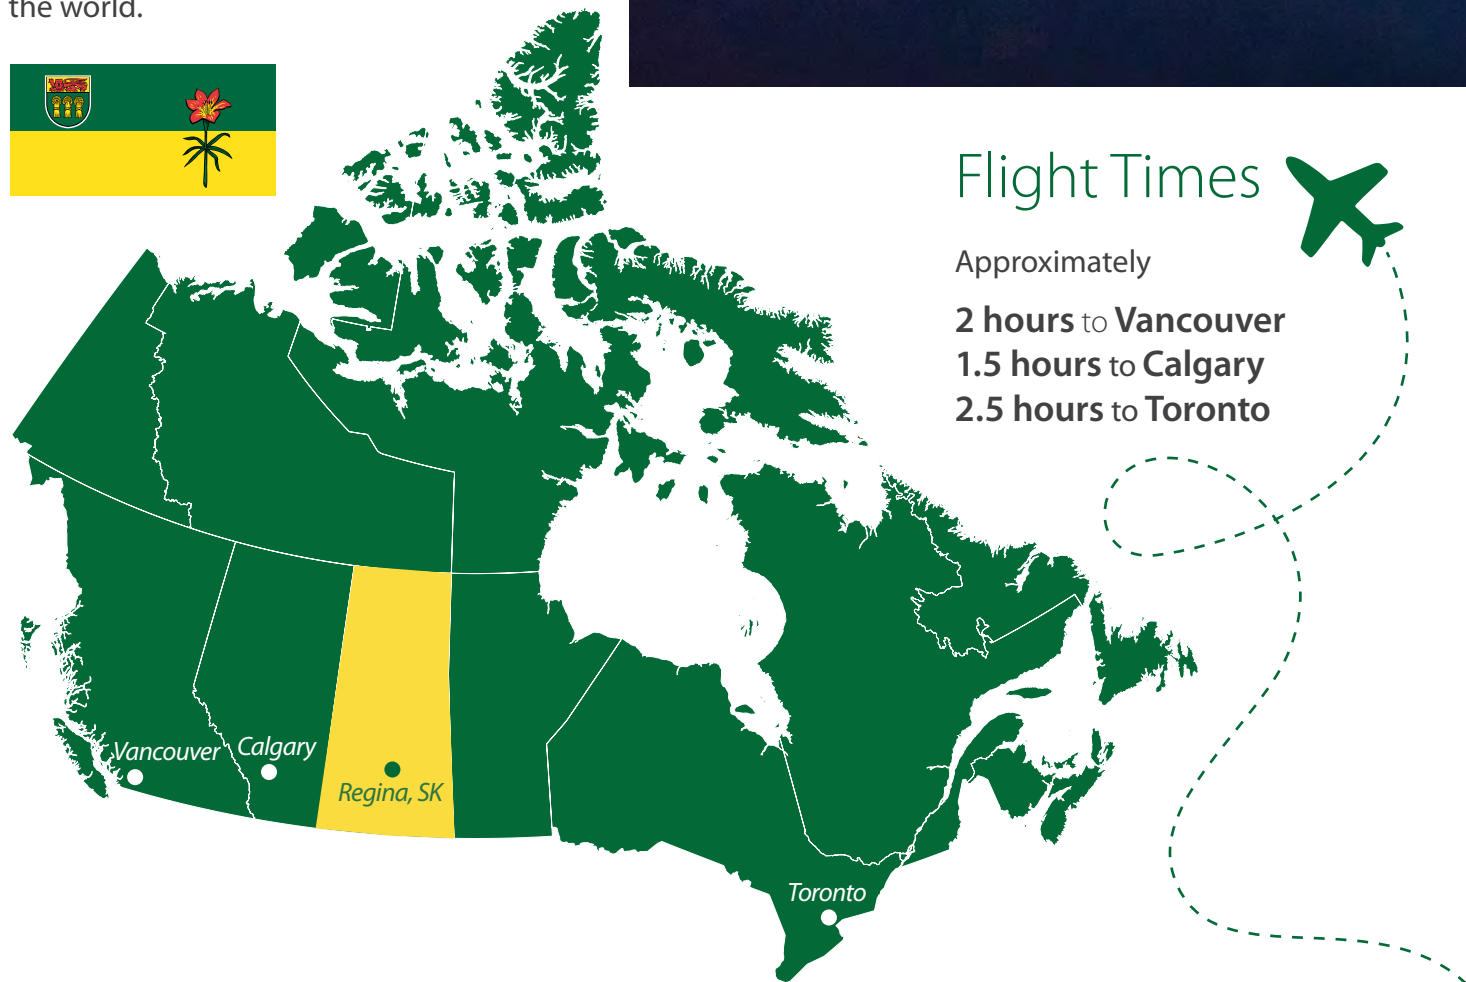 the world.
Flight Times
Approximately
2 hours to Vancouver
1.5 hours to Calgary
2.5 hours to Toronto
Vancouver
Calgary
Regina, SK
Toronto